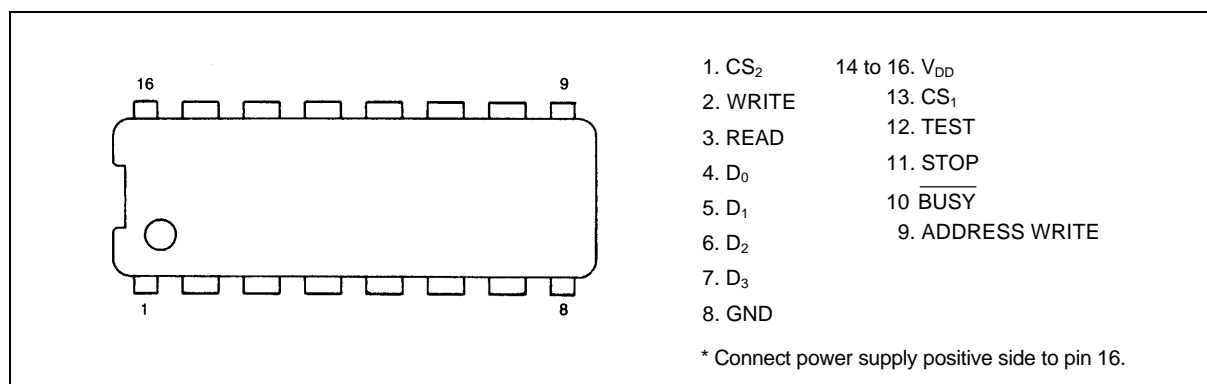 16 9
1 8
1. CS₂ 14 to 16. V_DD
2. WRITE 13. CS₁
3. READ 12. TEST
4. D₀ 11. STOP
5. D₁ 10 B̅U̅S̅Y̅
6. D₂ 9. ADDRESS WRITE
7. D₃
8. GND
* Connect power supply positive side to pin 16.